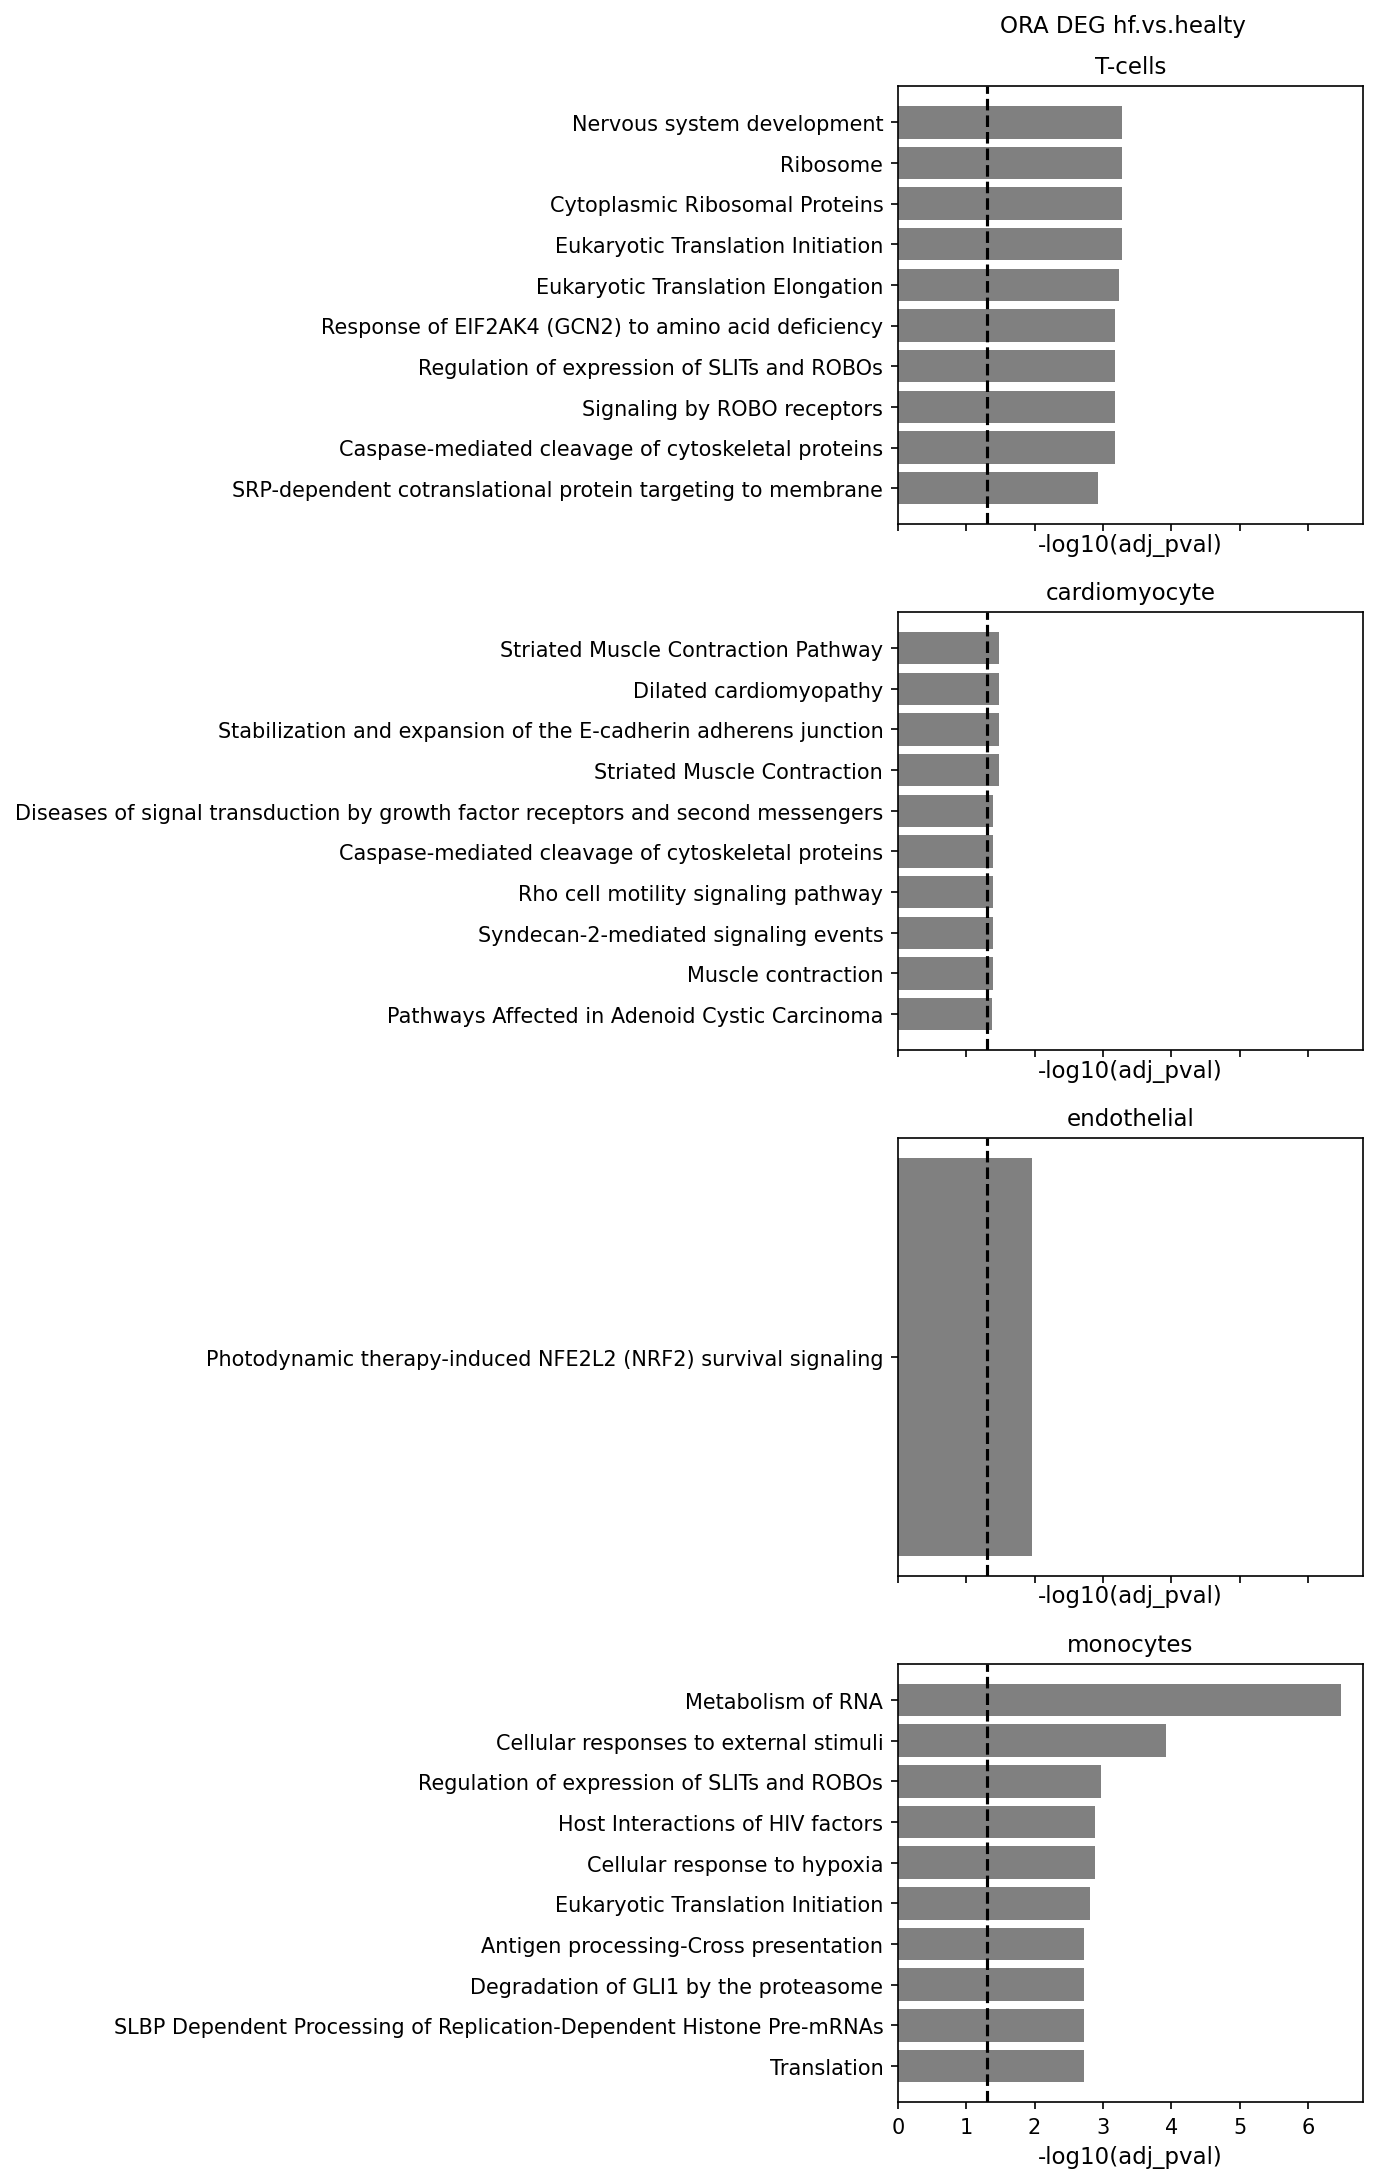 ORA DEG hf.vs.healty
T-cells
Nervous system development
Ribosome
Cytoplasmic Ribosomal Proteins
Eukaryotic Translation Initiation
Eukaryotic Translation Elongation
Response of EIF2AK4 (GCN2) to amino acid deficiency
Regulation of expression of SLITs and ROBOs
Signaling by ROBO receptors
Caspase-mediated cleavage of cytoskeletal proteins
SRP-dependent cotranslational protein targeting to membrane
-log10(adj_pval)
cardiomyocyte
Striated Muscle Contraction Pathway
Dilated cardiomyopathy
Stabilization and expansion of the E-cadherin adherens junction
Striated Muscle Contraction
Diseases of signal transduction by growth factor receptors and second messengers
Caspase-mediated cleavage of cytoskeletal proteins
Rho cell motility signaling pathway
Syndecan-2-mediated signaling events
Muscle contraction
Pathways Affected in Adenoid Cystic Carcinoma
-log10(adj_pval)
endothelial
Photodynamic therapy-induced NFE2L2 (NRF2) survival signaling
-log10(adj_pval)
monocytes
Metabolism of RNA
Cellular responses to external stimuli
Regulation of expression of SLITs and ROBOs
Host Interactions of HIV factors
Cellular response to hypoxia
Eukaryotic Translation Initiation
Antigen processing-Cross presentation
Degradation of GLI1 by the proteasome
SLBP Dependent Processing of Replication-Dependent Histone Pre-mRNAs
Translation
0 1 2 3 4 5 6
-log10(adj_pval)